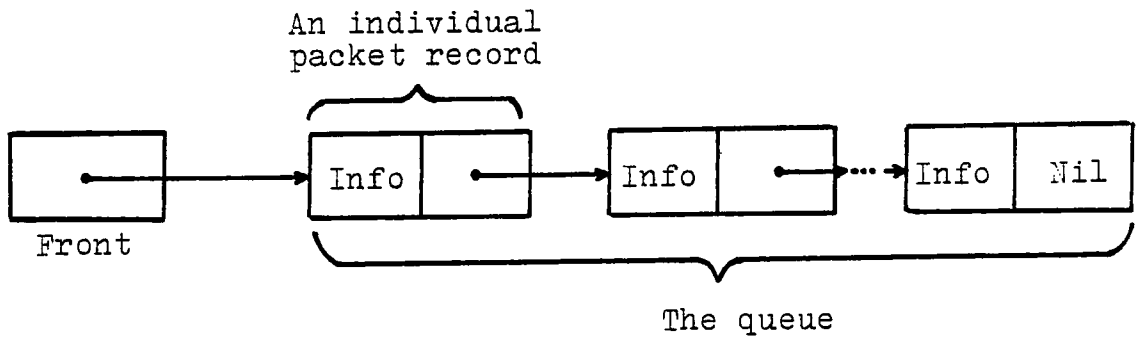 An individual
packet record
Info
Info
Info
Nil
Front
The queue